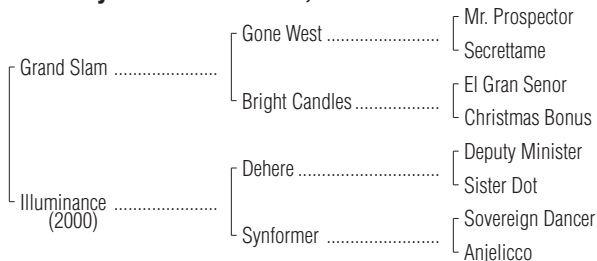 Mr. Prospector
Gone West
Secrettame
Grand Slam
El Gran Senor
Bright Candles
Christmas Bonus
Deputy Minister
Dehere
Sister Dot
Illuminance
(2000)
Sovereign Dancer
Synformer
Anjelicco